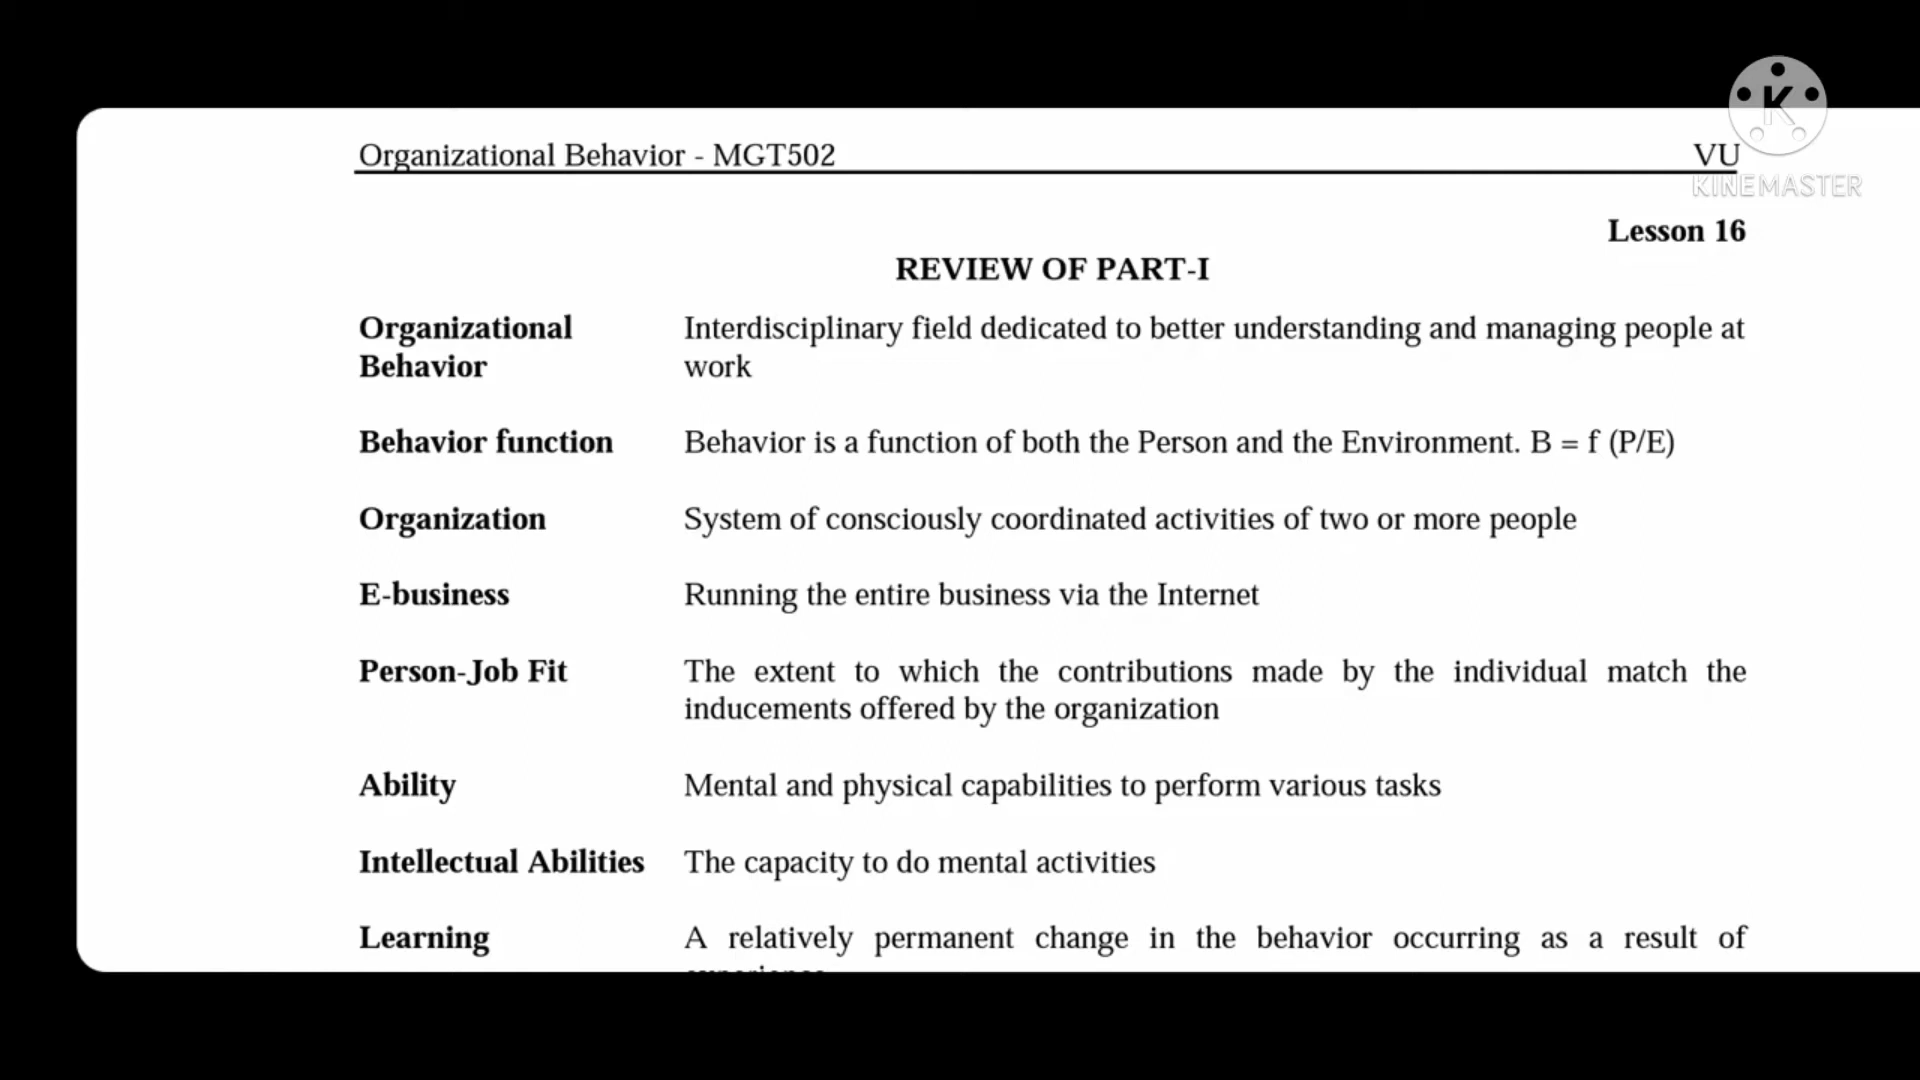 Organizational Behavior - MGT502 VU
K
KINEMASTER
Lesson 16
REVIEW OF PART-I
Organizational Interdisciplinary field dedicated to better understanding and managing people at
Behavior work
Behavior function Behavior is a function of both the Person and the Environment. B = f (P/E)
Organization System of consciously coordinated activities of two or more people
E-business Running the entire business via the Internet
Person-Job Fit The extent to which the contributions made by the individual match the
inducements offered by the organization
Ability Mental and physical capabilities to perform various tasks
Intellectual Abilities The capacity to do mental activities
Learning A relatively permanent change in the behavior occurring as a result of